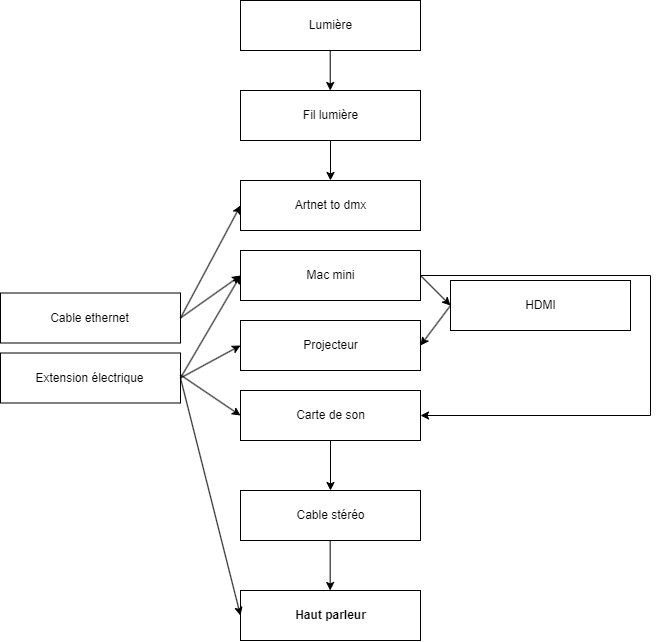 Lumière
Fil lumière
Artnet to dmx
Mac mini
HDMI
Cable ethernet
Projecteur
Extension électrique
Carte de son
Cable stéréo
Haut parleur